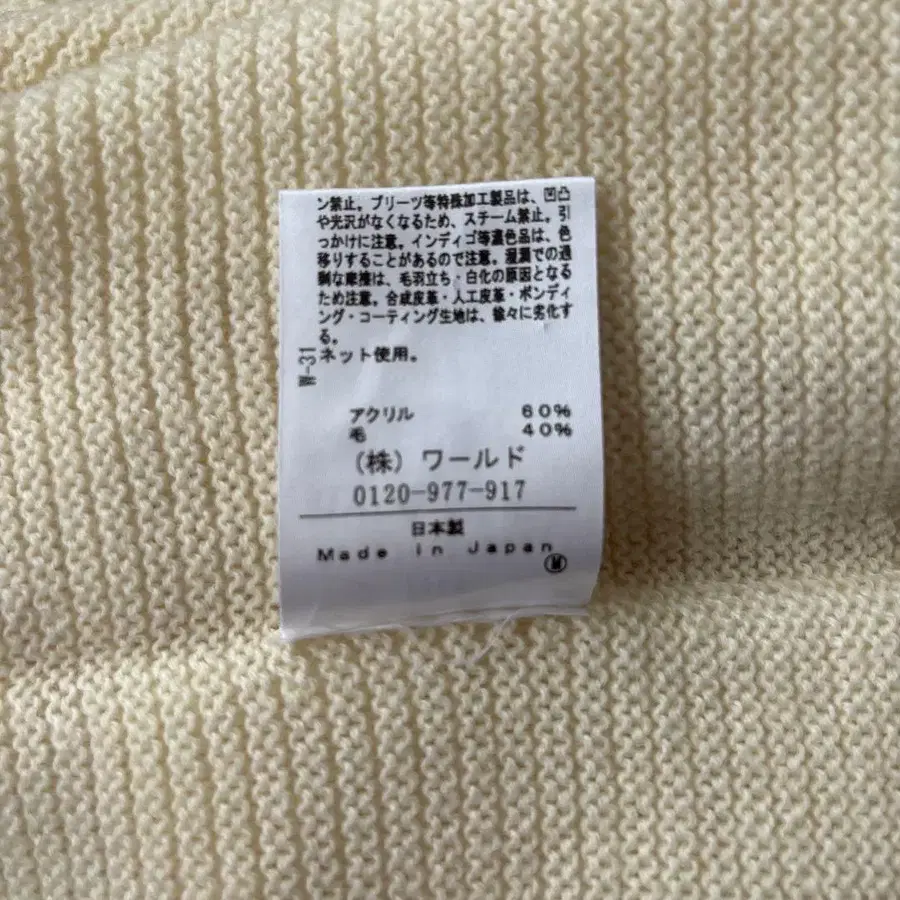 ン禁止。プリーツ等特殊加工製品は、凹凸
や光沢がなくなるため、スチーム禁止。引
っかけに注意。インディゴ等濃色品は、色
移りすることがあるので注意。湿潤での過
剰な摩擦は、毛羽立ち・白化の原因となる
ため注意。合成皮革・人工皮革・ボンディ
ング・コーティング生地は、徐々に劣化す
る。
ネット使用。
W-31
アクリル 60%
毛 40%
(株) ワールド
0120-977-917
日本製
Made in Japan
M